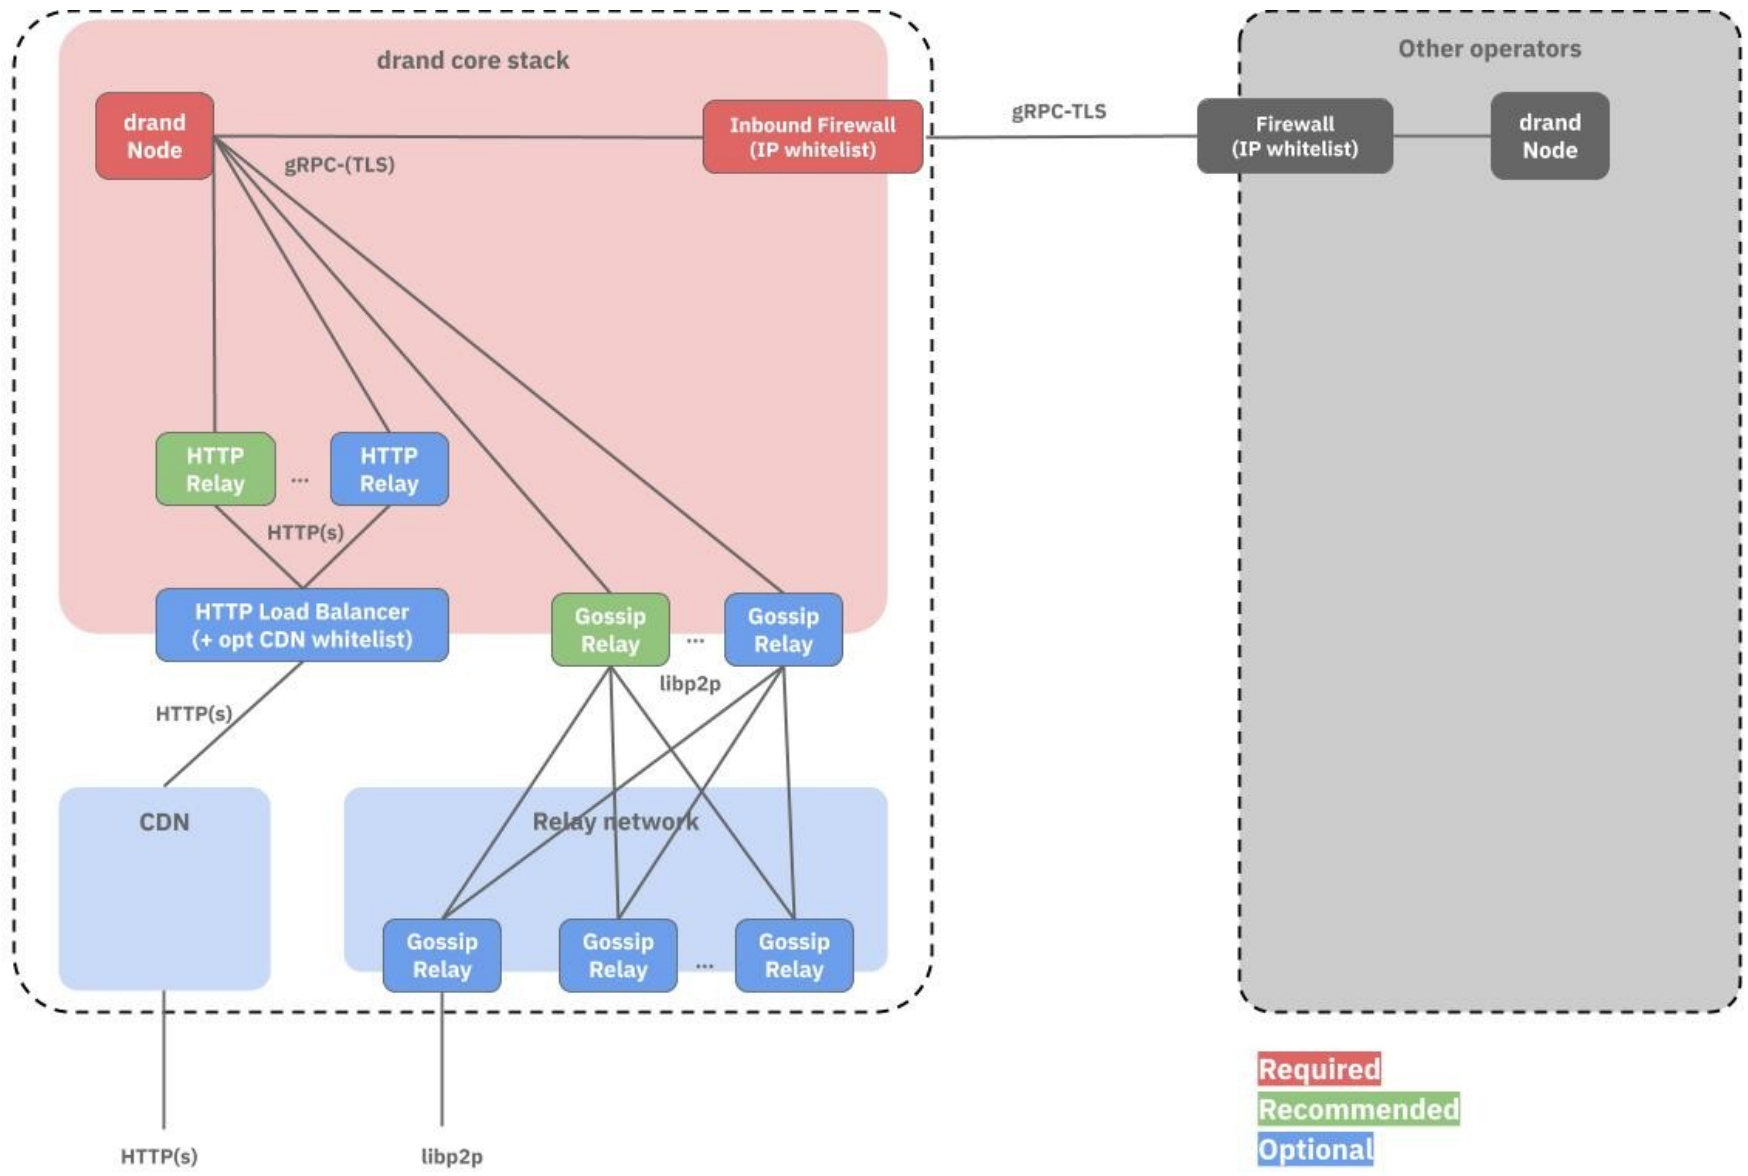 drand core stack
Other operators
drand
Node
Inbound Firewall
(IP whitelist)
gRPC-TLS
Firewall
(IP whitelist)
drand
Node
gRPC-(TLS)
HTTP
Relay
...
HTTP
Relay
HTTP(s)
HTTP Load Balancer
(+ opt CDN whitelist)
Gossip
Relay
...
Gossip
Relay
libp2p
HTTP(s)
CDN
Relay network
Gossip
Relay
Gossip
Relay
...
Gossip
Relay
HTTP(s)
libp2p
Required
Recommended
Optional